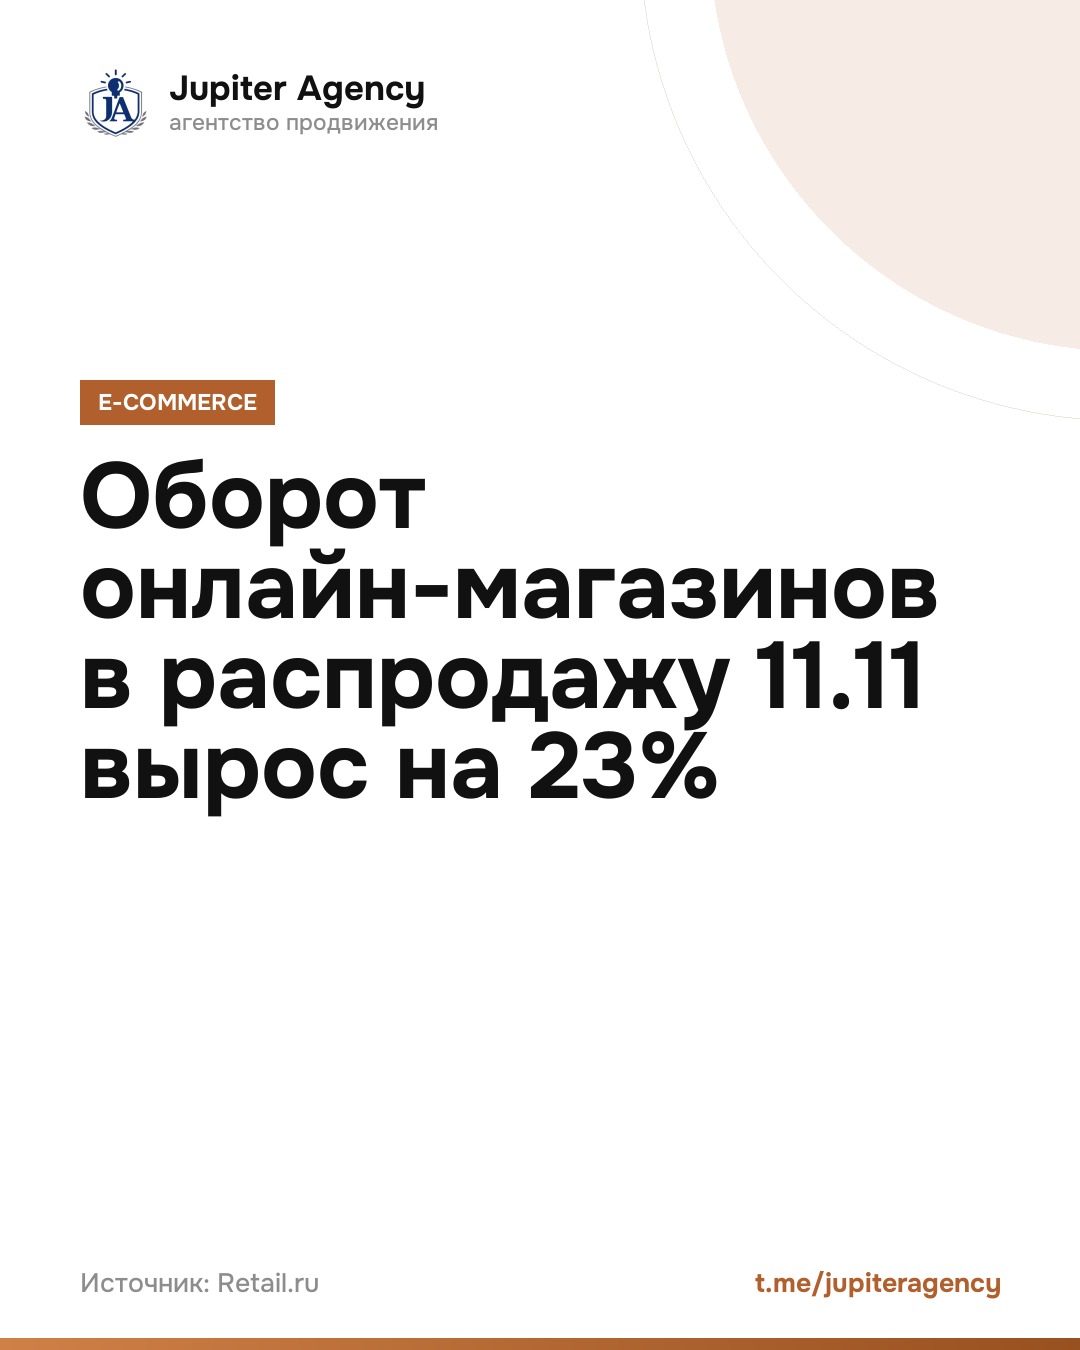 JA
Jupiter Agency
агентство продвижения
E-COMMERCE
Оборот
онлайн-магазинов
в распродажу 11.11
вырос на 23%
Источник: Retail.ru
t.me/jupiteragency